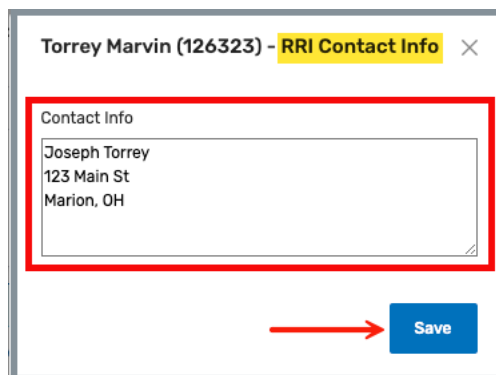 Torrey Marvin (126323) - RRI Contact Info
Contact Info
Joseph Torrey
123 Main St
Marion, OH
Save